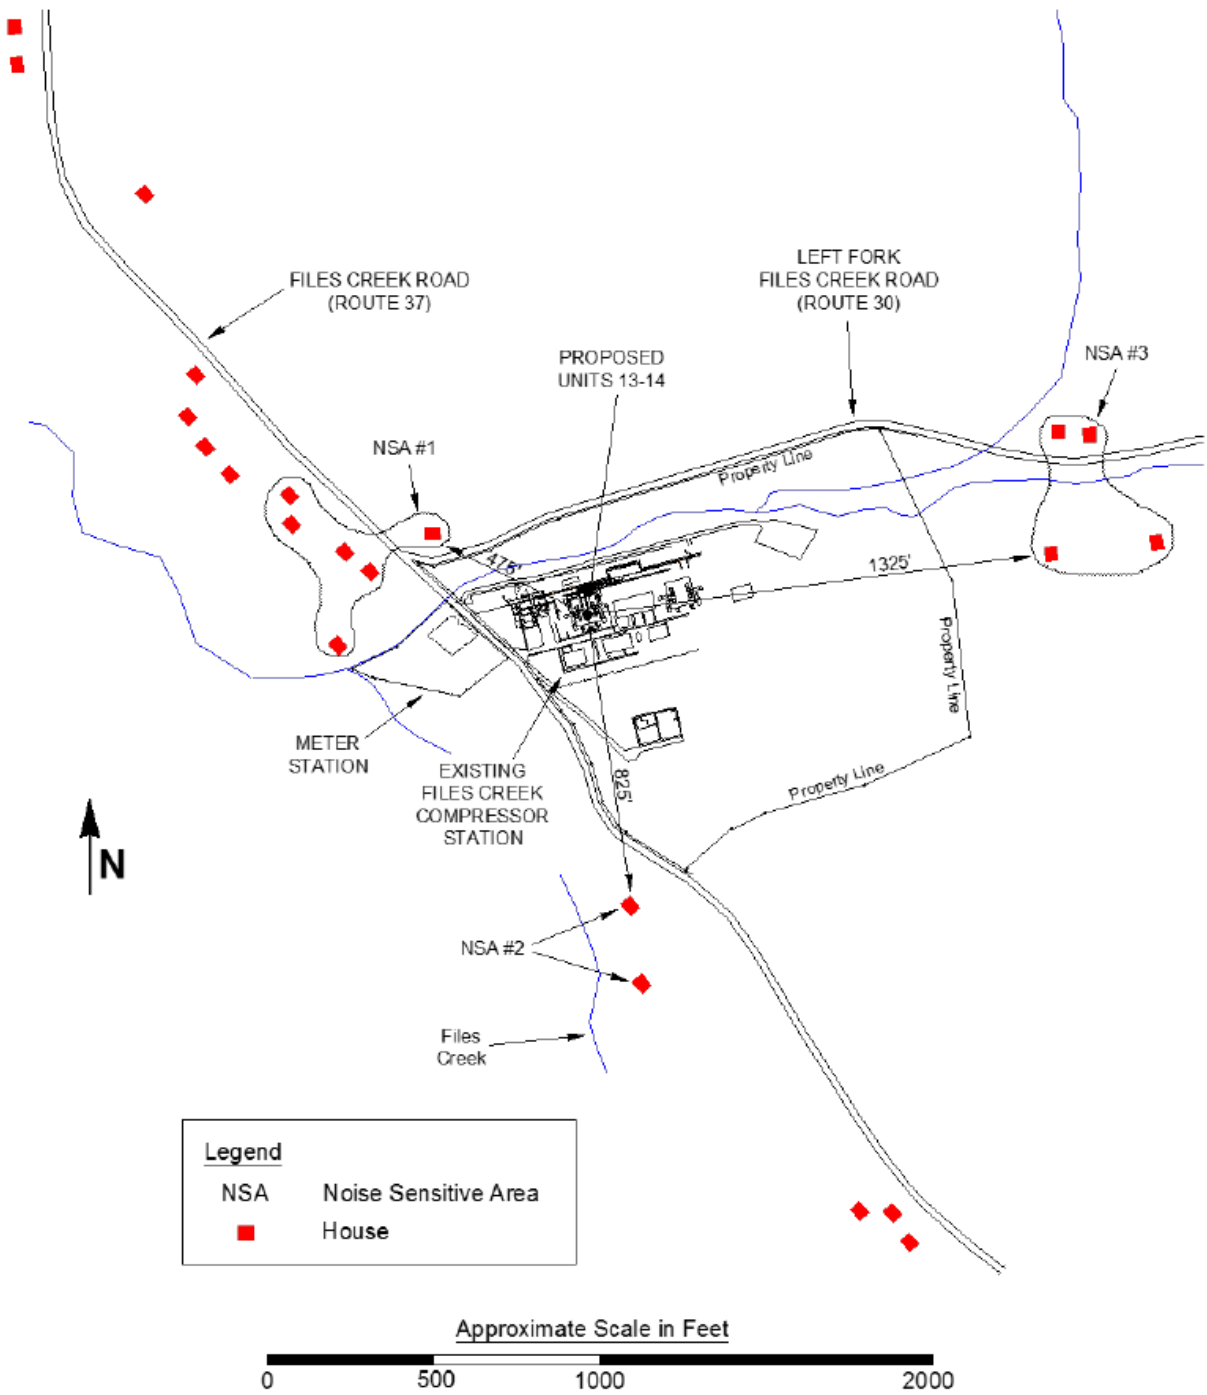 LEFT FORK
FILES CREEK ROAD
(ROUTE 30)
FILES CREEK ROAD
(ROUTE 37)
PROPOSED
UNITS 13-14
NSA #3
NSA #1
Property Line
475'
1325'
Property Line
METER
STATION
EXISTING
FILES CREEK
COMPRESSOR
STATION
825'
Property Line
N
NSA #2
Files
Creek
Legend
NSA Noise Sensitive Area
House
Approximate Scale in Feet
0 500 1000 2000